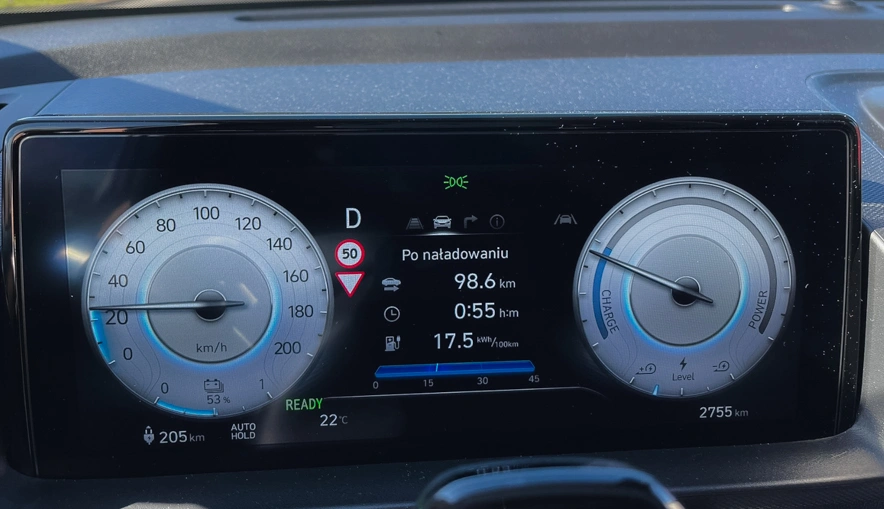 D
50
Po naładowaniu
98.6 km
0:55 h:m
17.5 kWh/100km
0 15 30 45
0
20
40
60
80
100
120
140
160
180
200
km/h
0 1
53 %
205 km
AUTO HOLD
READY
22 °C
CHARGE
POWER
Level
2755 km